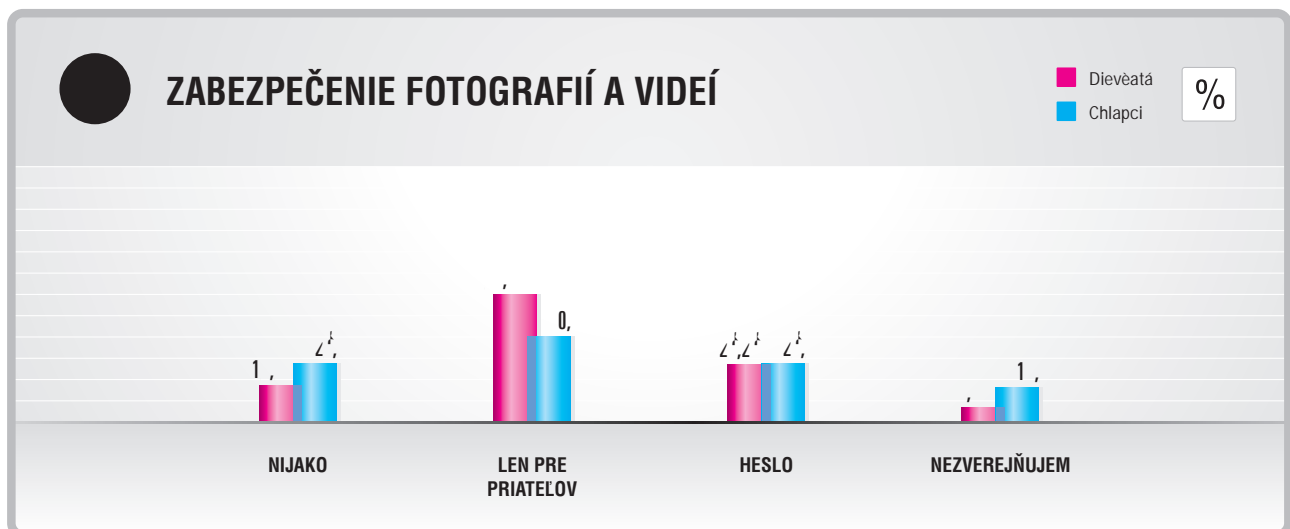 ZABEZPEČENIE FOTOGRAFIÍ A VIDEÍ
Dievèatá
Chlapci
%
NIJAKO
LEN PRE
PRIATEĽOV
HESLO
NEZVEREJŇUJEM